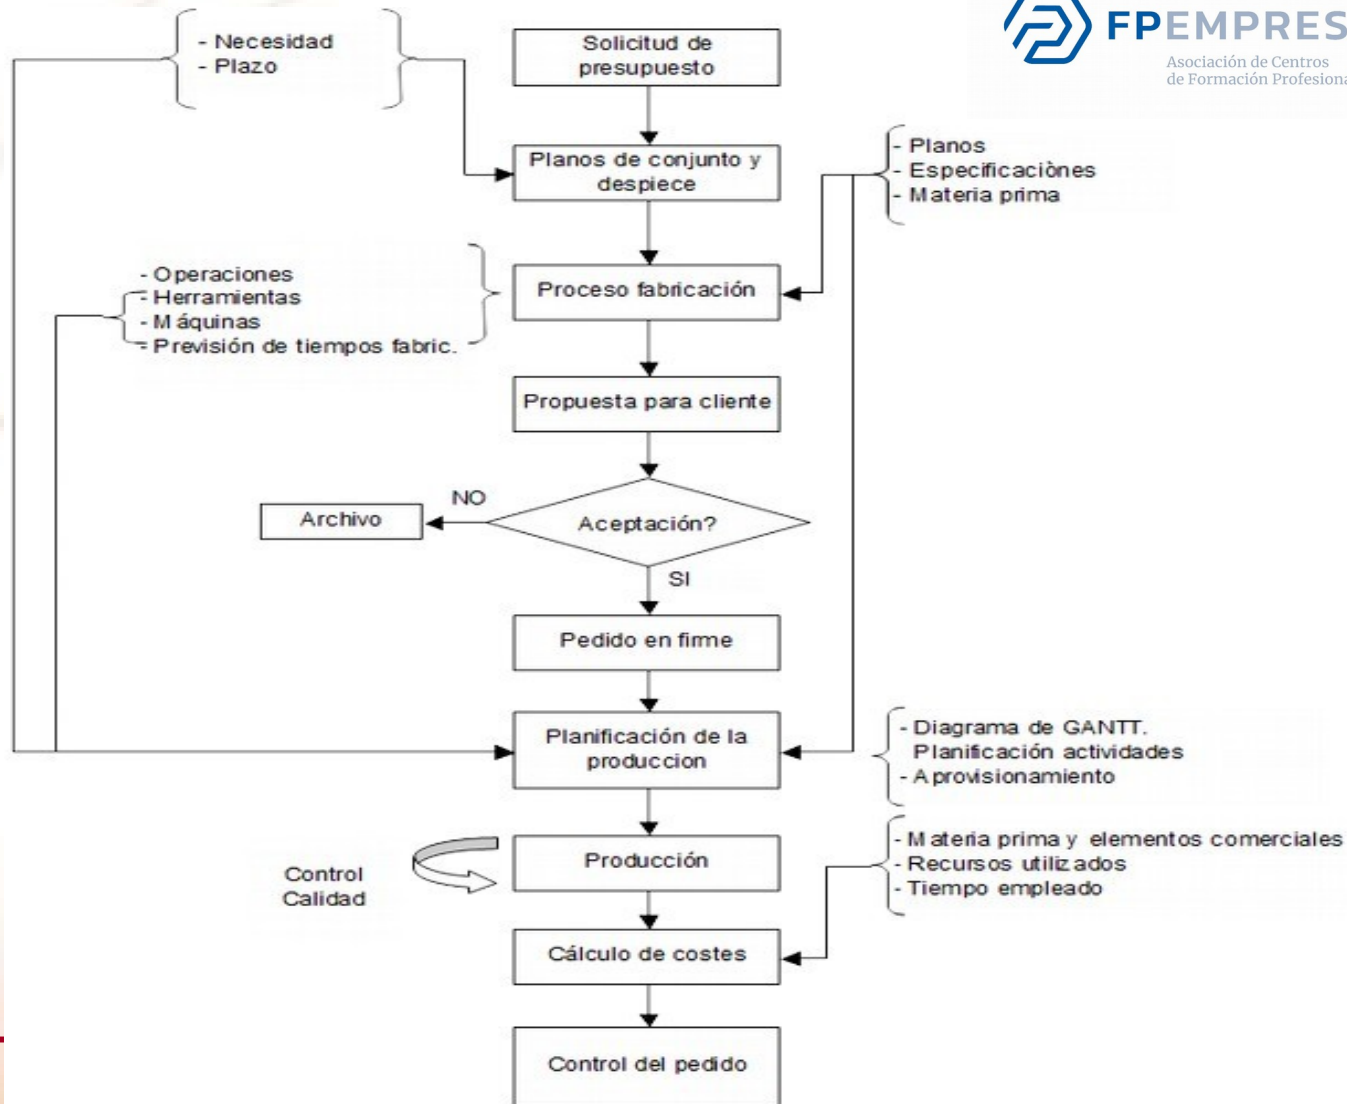 - Necesidad
- Plazo
Solicitud de
presupuesto
FPEMPRES
Asociación de Centros
de Formación Profesiona
Planos de conjunto y
despiece
- Planos
- Especificaciònes
- Materia prima
- Operaciones
- Herramientas
- Máquinas
- Previsión de tiempos fabric.
Proceso fabricación
Propuesta para cliente
Aceptación?
NO
Archivo
SI
Pedido en firme
Planificación de la
produccion
- Diagrama de GANTT.
Planificación actividades
- Aprovisionamiento
Control
Calidad
Producción
- Materia prima y elementos comerciales
- Recursos utilizados
- Tiempo empleado
Cálculo de costes
Control del pedido